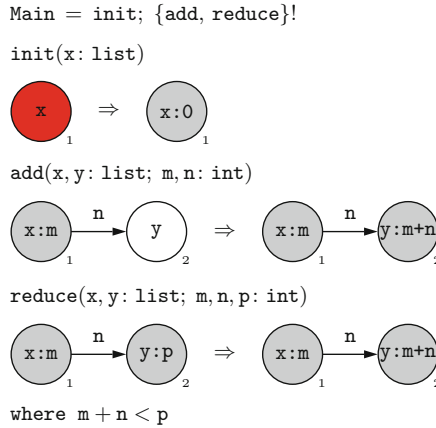 Main = init; {add, reduce}!
init(x: list)
x ⇒ x:0
1 1
add(x, y: list; m, n: int)
n n
x:m y ⇒ x:m y:m+n
1 2 1 2
reduce(x, y: list; m, n, p: int)
n n
x:m y:p ⇒ x:m y:m+n
1 2 1 2
where m + n < p